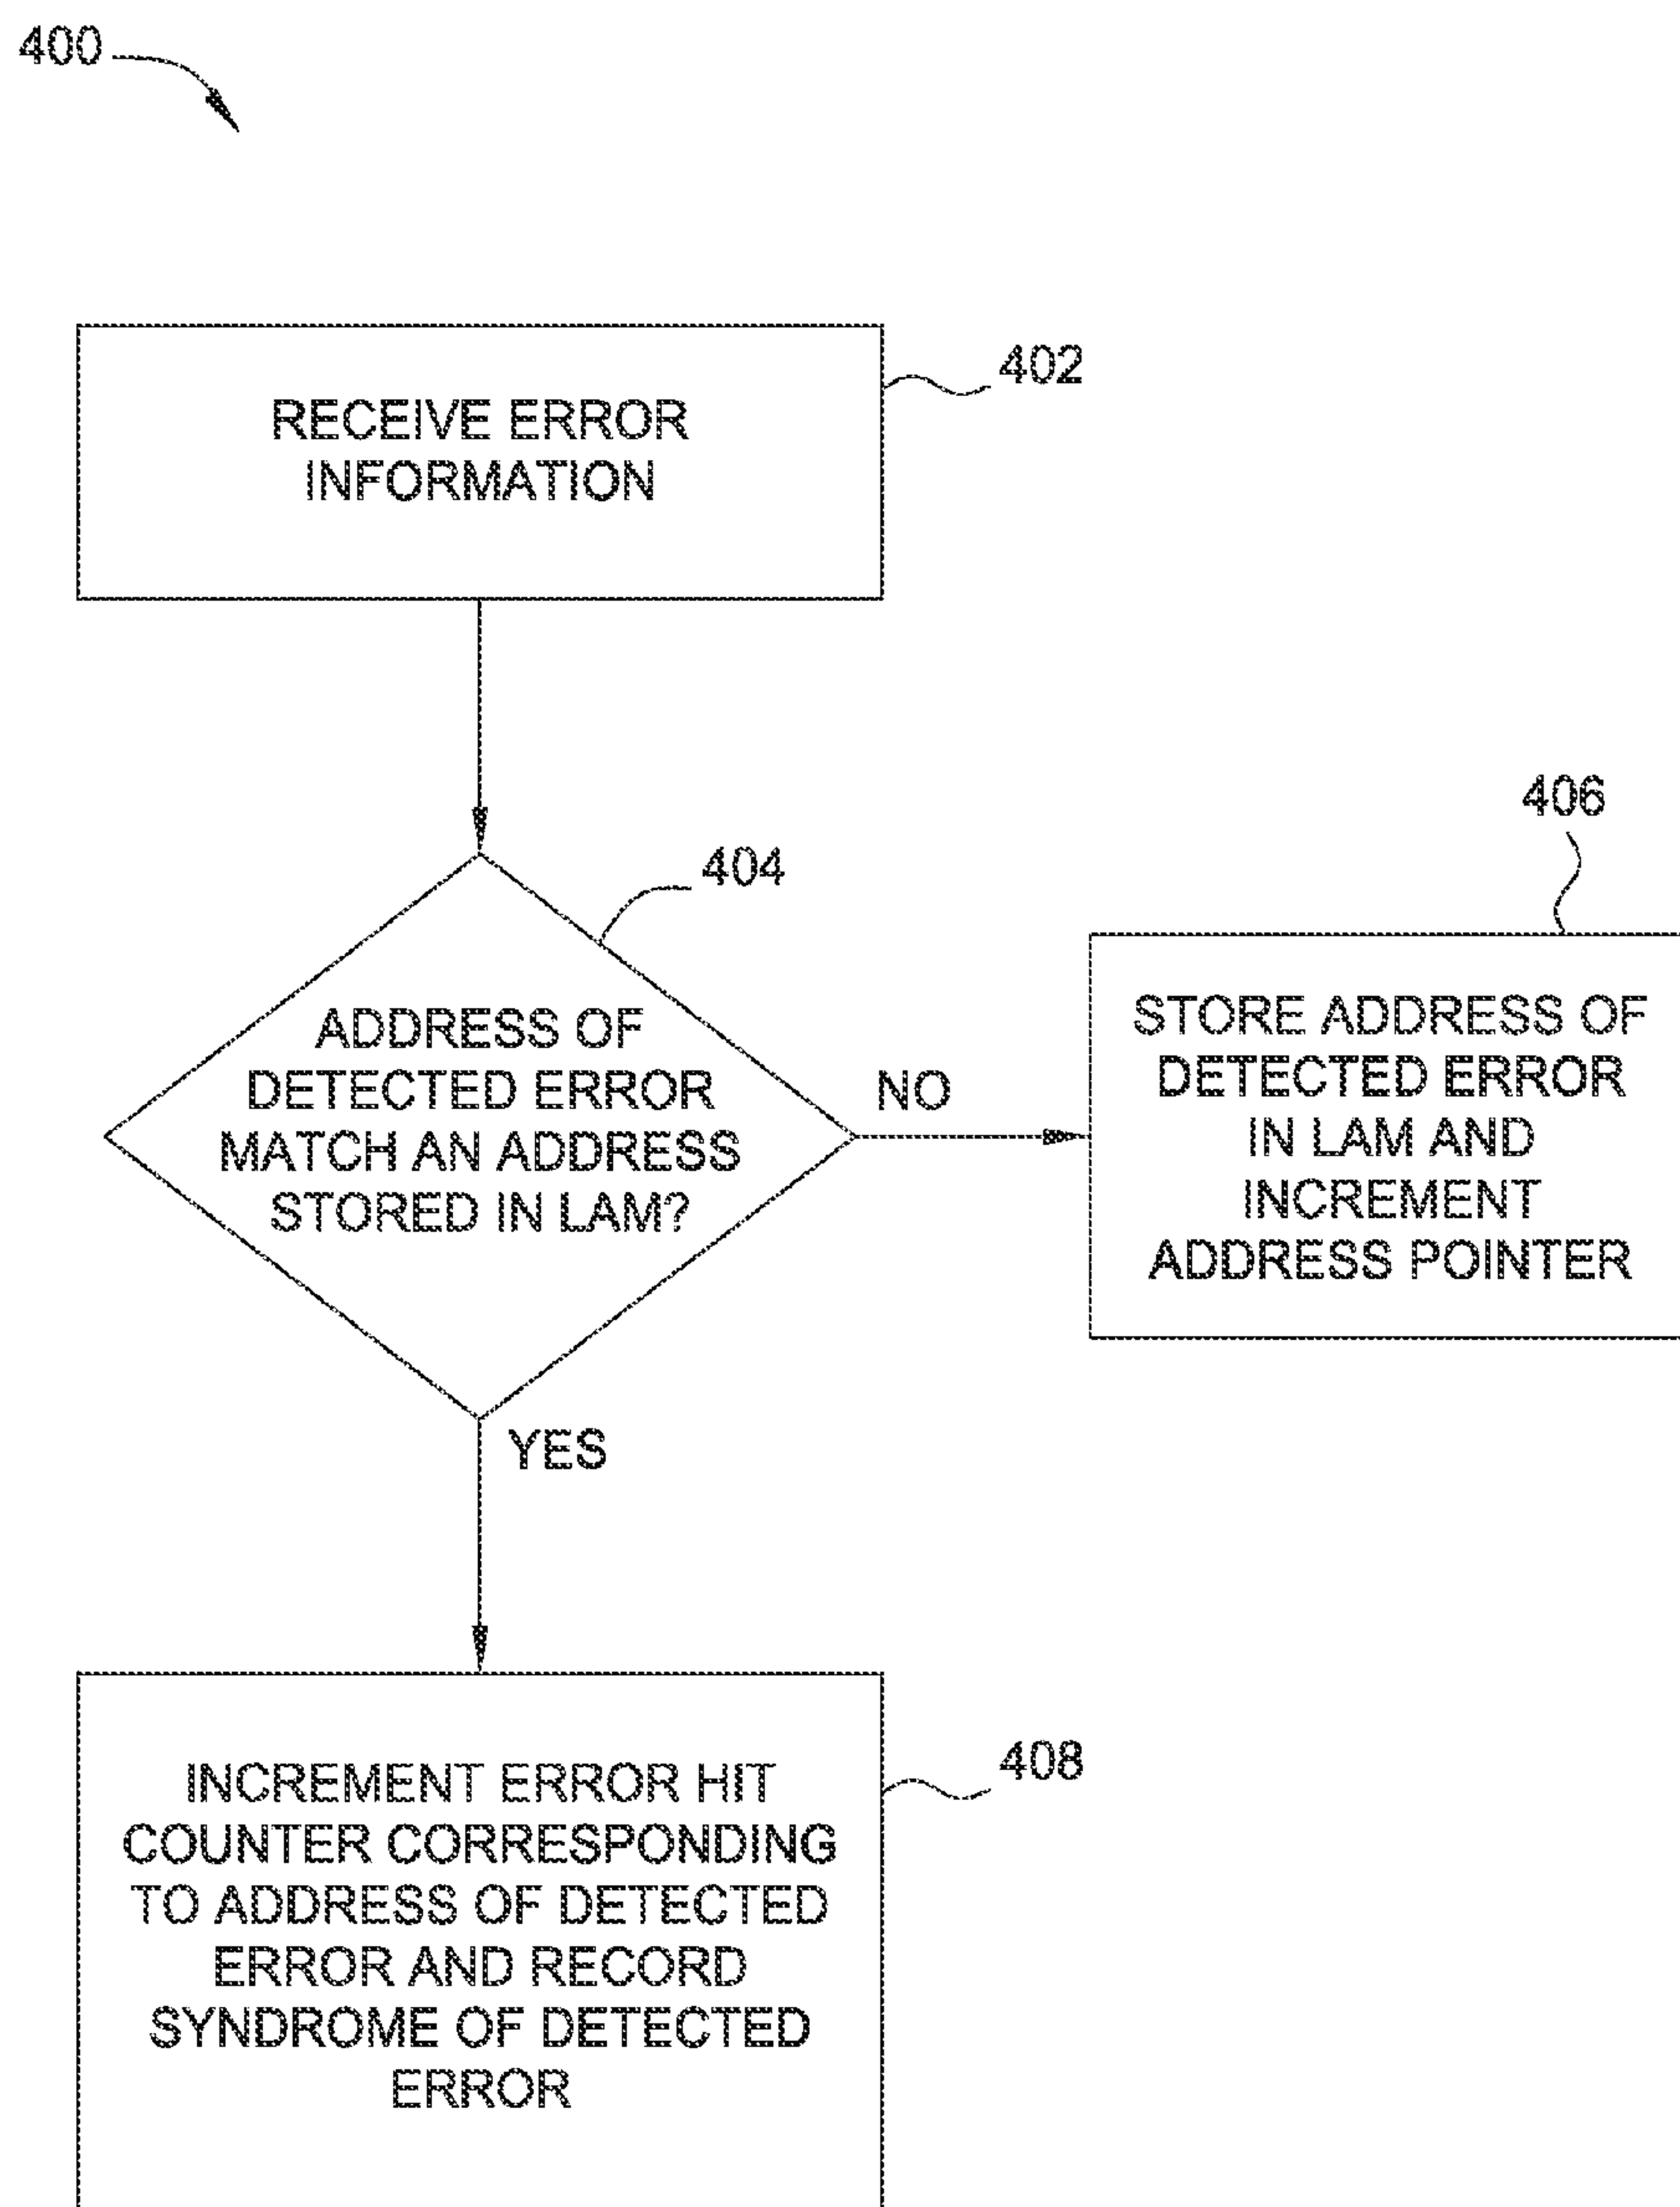 400
RECEIVE ERROR
INFORMATION
402
404
ADDRESS OF
DETECTED ERROR
MATCH AN ADDRESS
STORED IN LAM?
NO
406
STORE ADDRESS OF
DETECTED ERROR
IN LAM AND
INCREMENT
ADDRESS POINTER
YES
INCREMENT ERROR HIT
COUNTER CORRESPONDING
TO ADDRESS OF DETECTED
ERROR AND RECORD
SYNDROME OF DETECTED
ERROR
408